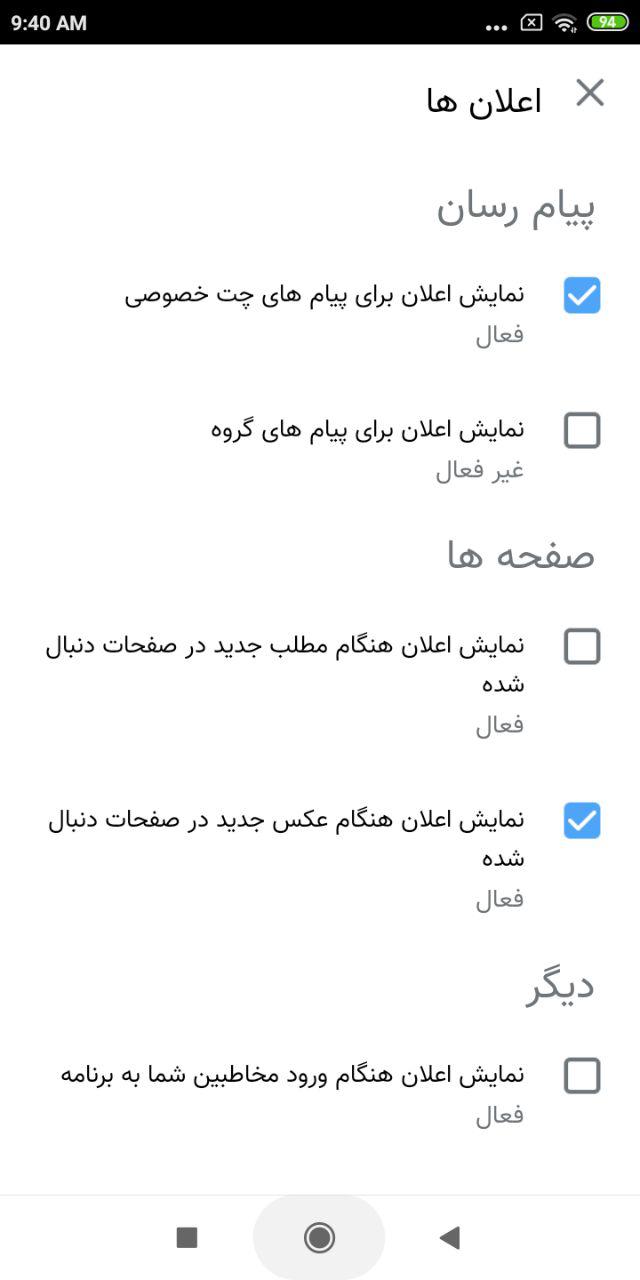 9:40 AM
94
اعلان ها
پیام رسان
نمایش اعلان برای پیام های چت خصوصی
فعال
نمایش اعلان برای پیام های گروه
غیر فعال
صفحه ها
نمایش اعلان هنگام مطلب جدید در صفحات دنبال
شده
فعال
نمایش اعلان هنگام عکس جدید در صفحات دنبال
شده
فعال
دیگر
نمایش اعلان هنگام ورود مخاطبین شما به برنامه
فعال